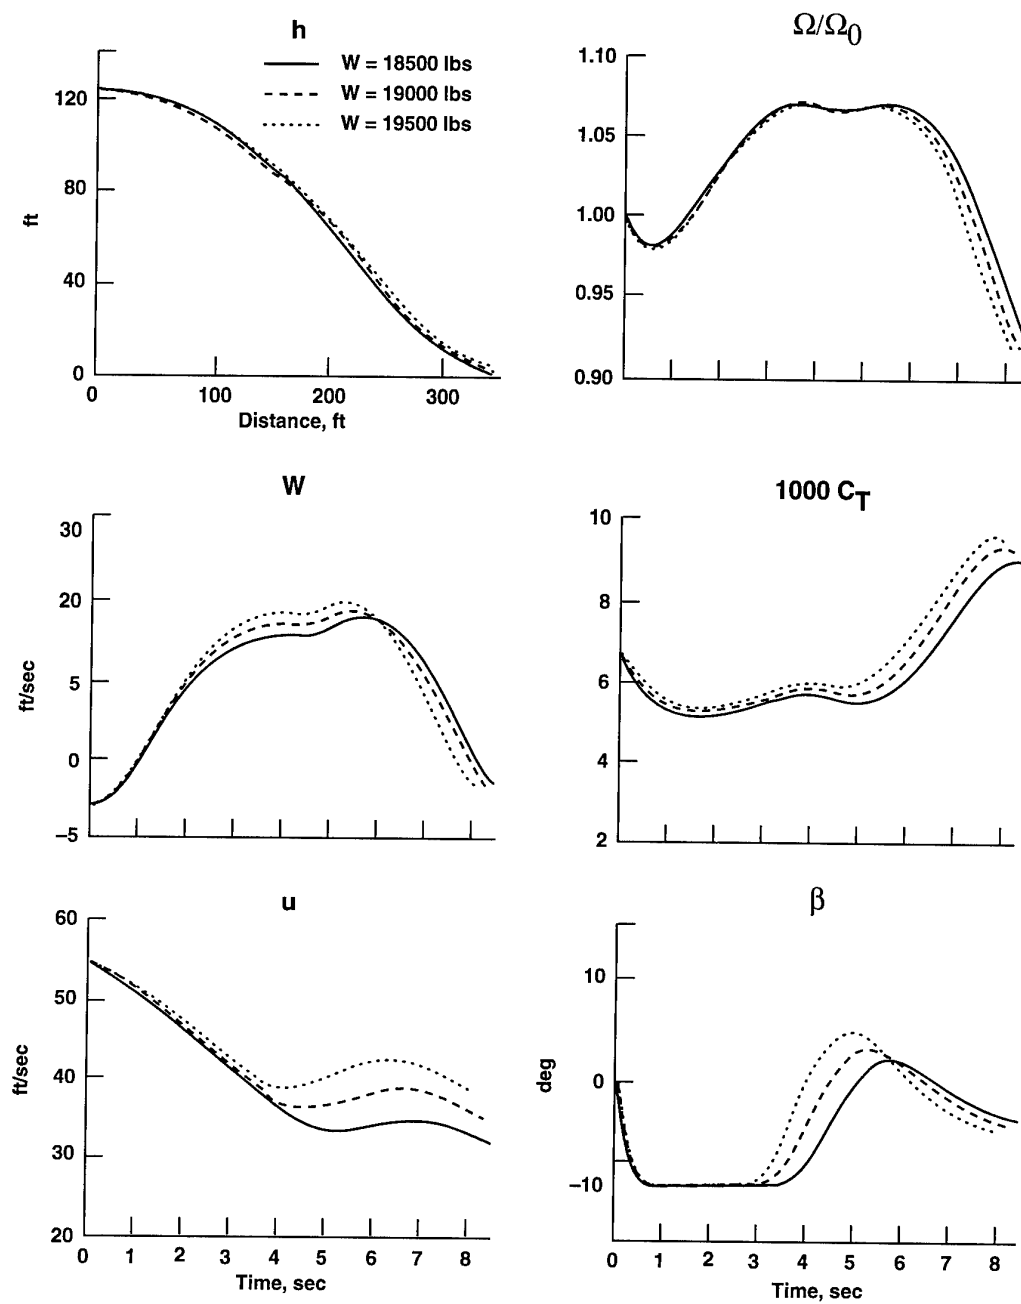 h
120
80
40
0
ft
0 100 200 300
Distance, ft
W = 18500 lbs
W = 19000 lbs
W = 19500 lbs
Ω/Ω0
1.10
1.05
1.00
0.95
0.90
W
30
20
5
0
–5
ft/sec
1000 CT
10
8
6
4
2
u
60
50
40
30
20
ft/sec
0 1 2 3 4 5 6 7 8
Time, sec
β
10
0
–10
deg
0 1 2 3 4 5 6 7 8
Time, sec